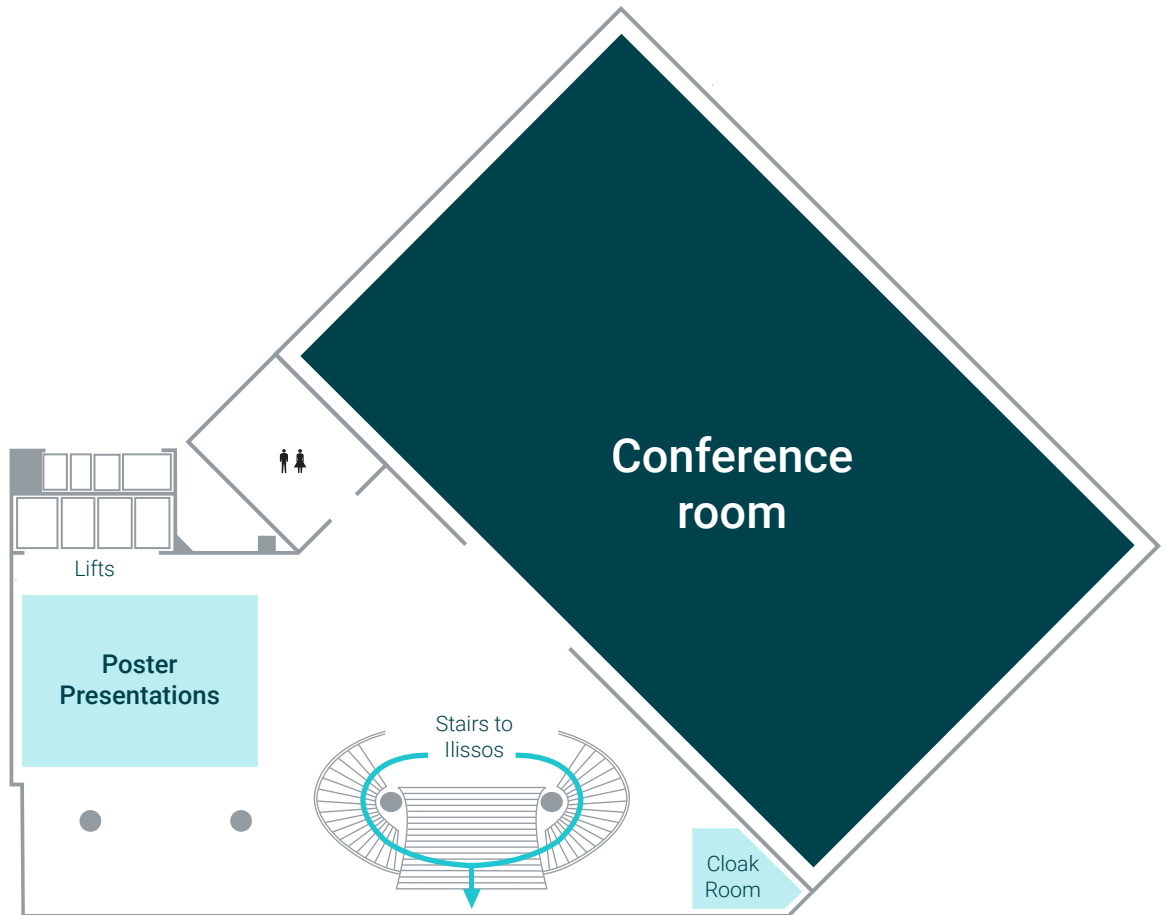 Conference
room
Lifts
Poster
Presentations
Stairs to
Ilissos
Cloak
Room